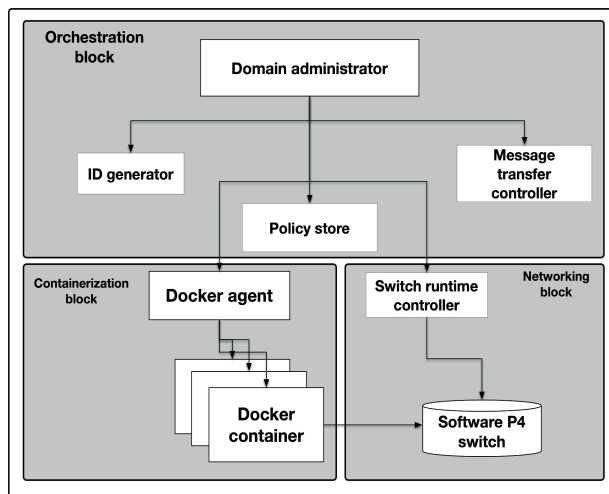 Orchestration
block
Domain administrator
ID generator
Message
transfer
controller
Policy store
Containerization
block
Docker agent
Docker
container
Networking
block
Switch runtime
controller
Software P4
switch